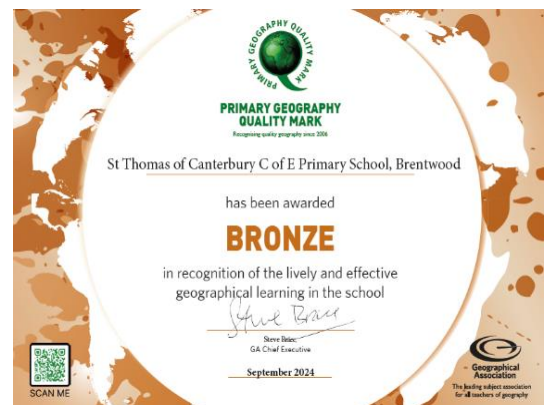 PRIMARY GEOGRAPHY QUALITY MARK
PRIMARY GEOGRAPHY
QUALITY MARK
Recognising quality geography since 2006
St Thomas of Canterbury C of E Primary School, Brentwood
has been awarded
BRONZE
in recognition of the lively and effective
geographical learning in the school
Steve Brace
Steve Brace
GA Chief Executive
September 2024
SCAN ME
Geographical
Association
The leading subject association
for all teachers of geography